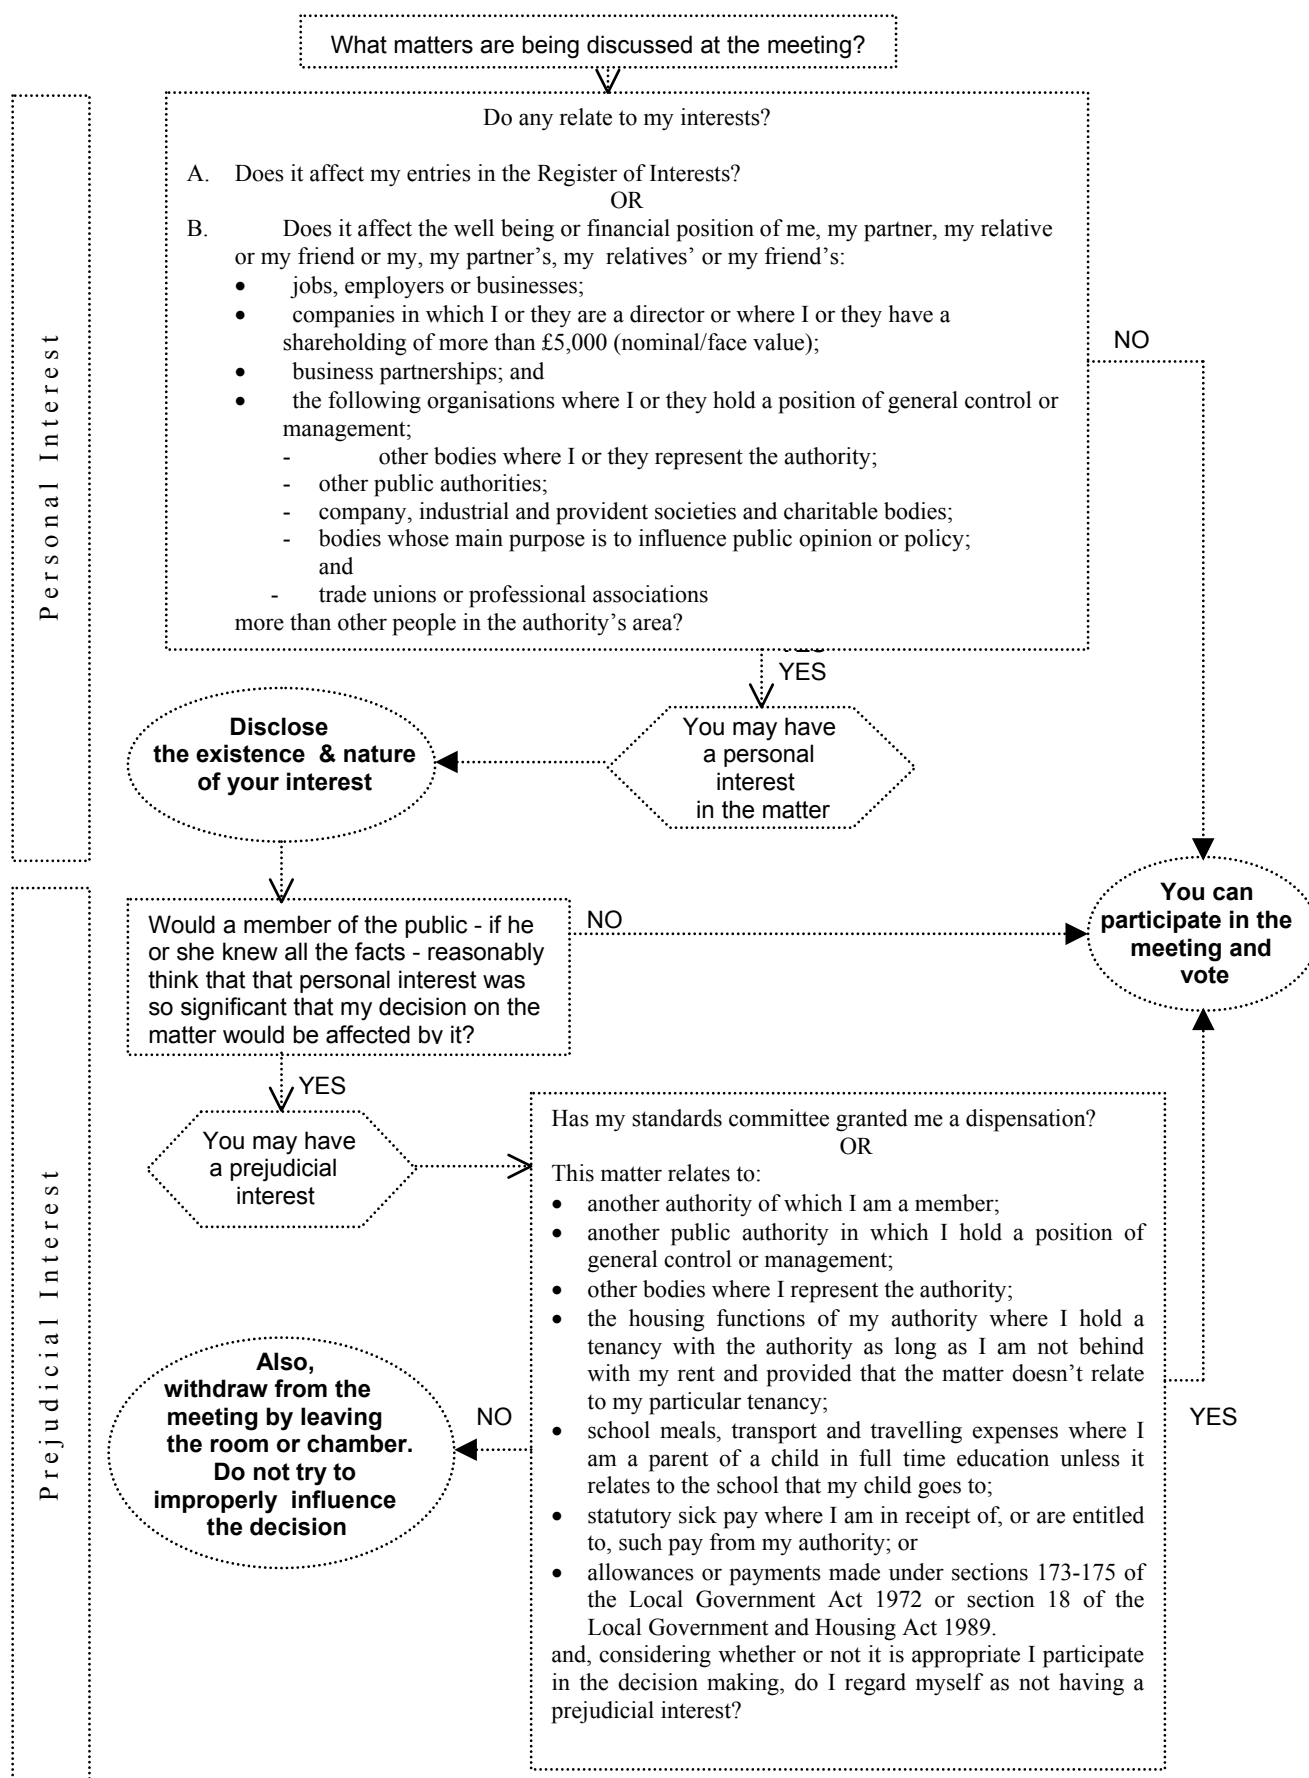 What matters are being discussed at the meeting?
Personal Interest
Do any relate to my interests?
A. Does it affect my entries in the Register of Interests?
OR
B. Does it affect the well being or financial position of me, my partner, my relative
or my friend or my, my partner's, my relatives' or my friend's:
• jobs, employers or businesses;
• companies in which I or they are a director or where I or they have a
shareholding of more than £5,000 (nominal/face value);
• business partnerships; and
• the following organisations where I or they hold a position of general control or
management;
- other bodies where I or they represent the authority;
- other public authorities;
- company, industrial and provident societies and charitable bodies;
- bodies whose main purpose is to influence public opinion or policy;
and
- trade unions or professional associations
more than other people in the authority's area?
NO
YES
You may have
a personal
interest
in the matter
Disclose
the existence & nature
of your interest
Prejudicial Interest
Would a member of the public - if he
or she knew all the facts - reasonably
think that that personal interest was
so significant that my decision on the
matter would be affected by it?
NO
You can
participate in the
meeting and
vote
YES
You may have
a prejudicial
interest
Has my standards committee granted me a dispensation?
OR
This matter relates to:
• another authority of which I am a member;
• another public authority in which I hold a position of
general control or management;
• other bodies where I represent the authority;
• the housing functions of my authority where I hold a
tenancy with the authority as long as I am not behind
with my rent and provided that the matter doesn't relate
to my particular tenancy;
• school meals, transport and travelling expenses where I
am a parent of a child in full time education unless it
relates to the school that my child goes to;
• statutory sick pay where I am in receipt of, or are entitled
to, such pay from my authority; or
• allowances or payments made under sections 173-175 of
the Local Government Act 1972 or section 18 of the
Local Government and Housing Act 1989.
and, considering whether or not it is appropriate I participate
in the decision making, do I regard myself as not having a
prejudicial interest?
YES
NO
Also,
withdraw from the
meeting by leaving
the room or chamber.
Do not try to
improperly influence
the decision